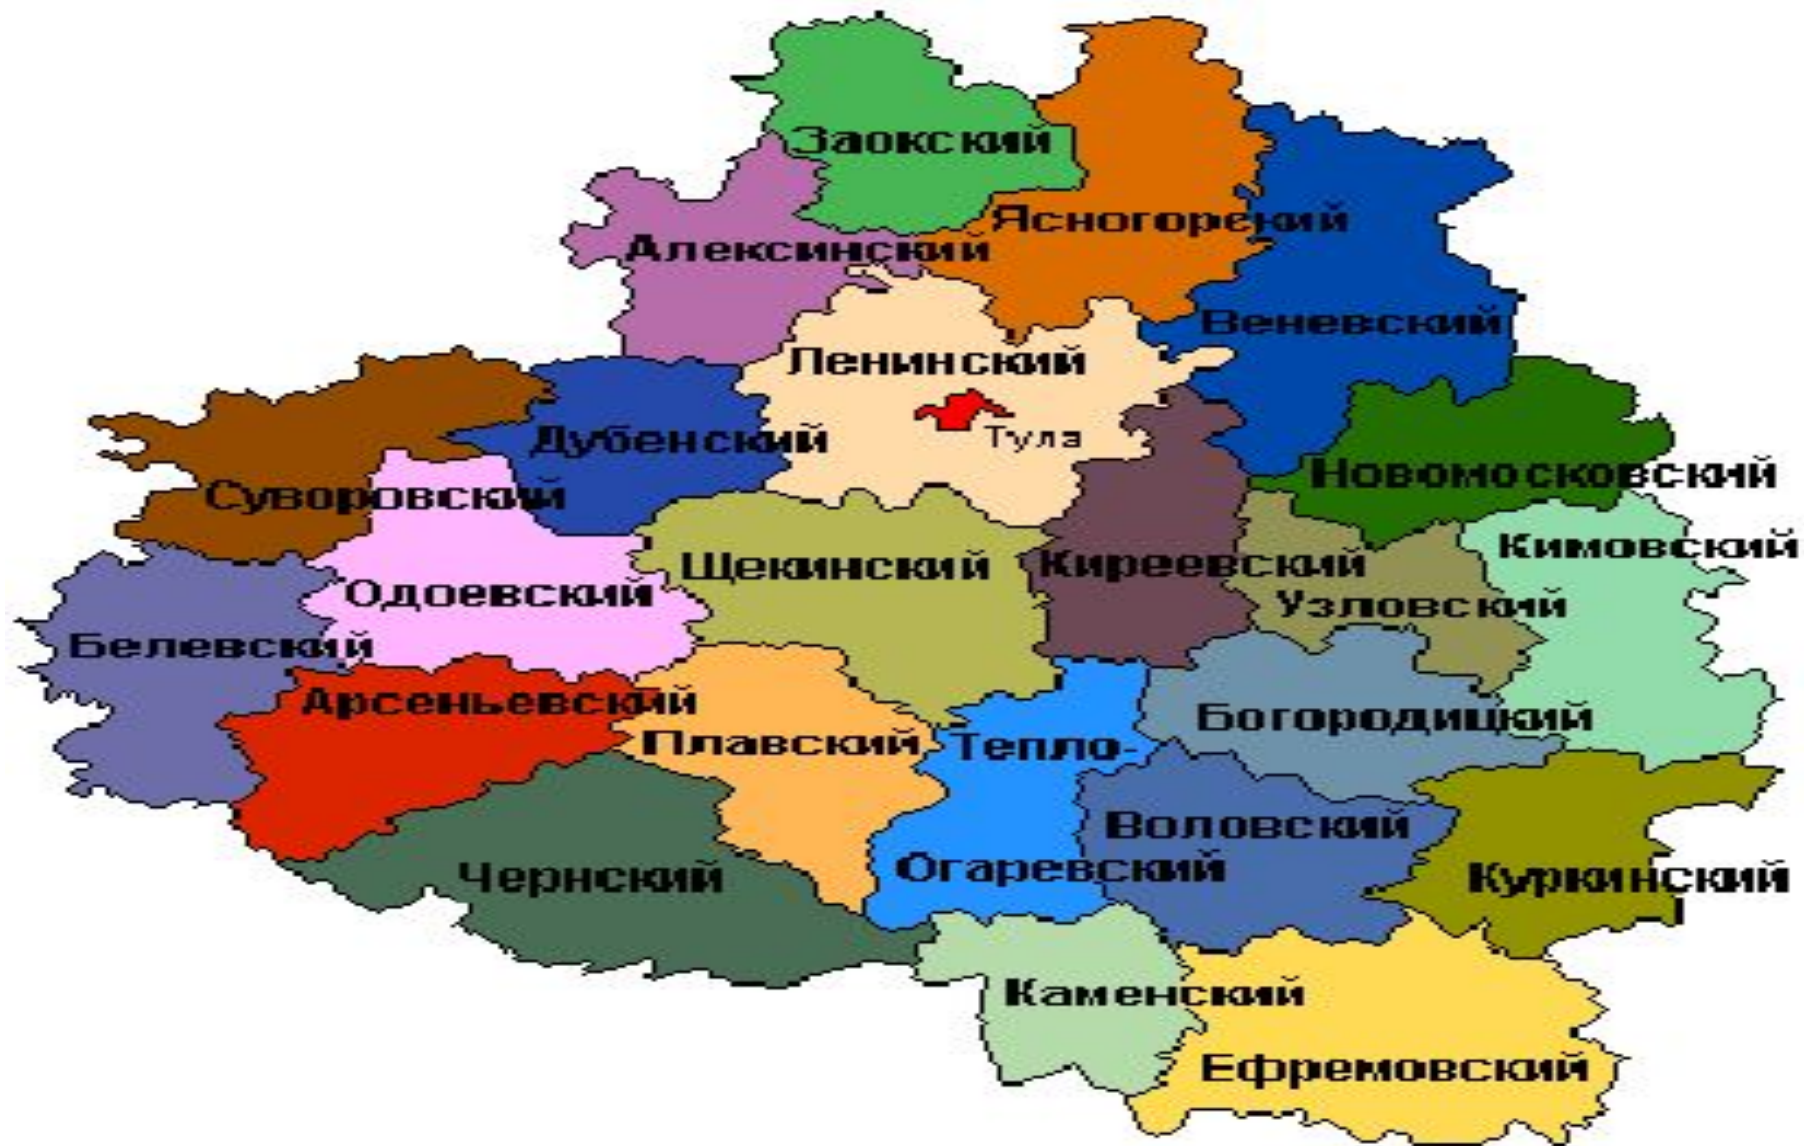 Заокский
Ясногорский
Алексинский
Веневский
Ленинский
Тула
Дубенский
Новомосковский
Суворовский
Кимовский
Щекинский
Киреевский
Одоевский
Узловский
Белевский
Арсеньевский
Богородицкий
Плавский
Тепло-
Огаревский
Воловский
Чернский
Куркинский
Каменский
Ефремовский